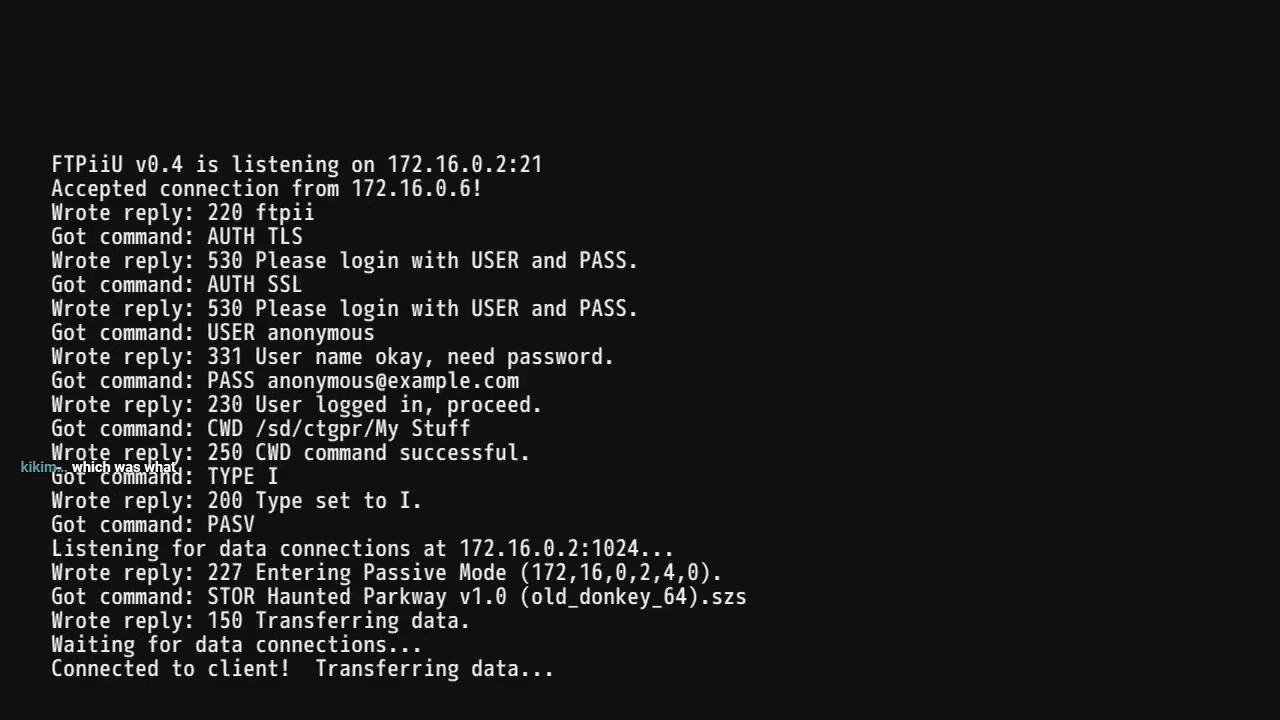 FTPiiU v0.4 is listening on 172.16.0.2:21
Accepted connection from 172.16.0.6!
Wrote reply: 220 ftpii
Got command: AUTH TLS
Wrote reply: 530 Please login with USER and PASS.
Got command: AUTH SSL
Wrote reply: 530 Please login with USER and PASS.
Got command: USER anonymous
Wrote reply: 331 User name okay, need password.
Got command: PASS anonymous@example.com
Wrote reply: 230 User logged in, proceed.
Got command: CWD /sd/ctgpr/My Stuff
Wrote reply: 250 CWD command successful.
kikim-.. which was what
Got command: TYPE I
Wrote reply: 200 Type set to I.
Got command: PASV
Listening for data connections at 172.16.0.2:1024...
Wrote reply: 227 Entering Passive Mode (172,16,0,2,4,0).
Got command: STOR Haunted Parkway v1.0 (old_donkey_64).szs
Wrote reply: 150 Transferring data.
Waiting for data connections...
Connected to client!  Transferring data...